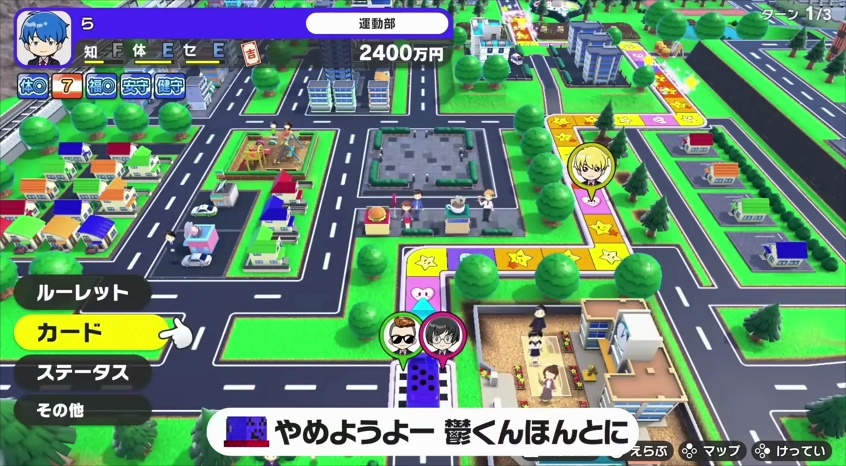 ら
運動部
ターン 1/3
知 F 体 E セ E
吉
2400万円
体◎ 7 福◎ 安守 健守
ルーレット
カード
ステータス
その他
やめようよー 鬱くんほんとに
えらぶ マップ けってい